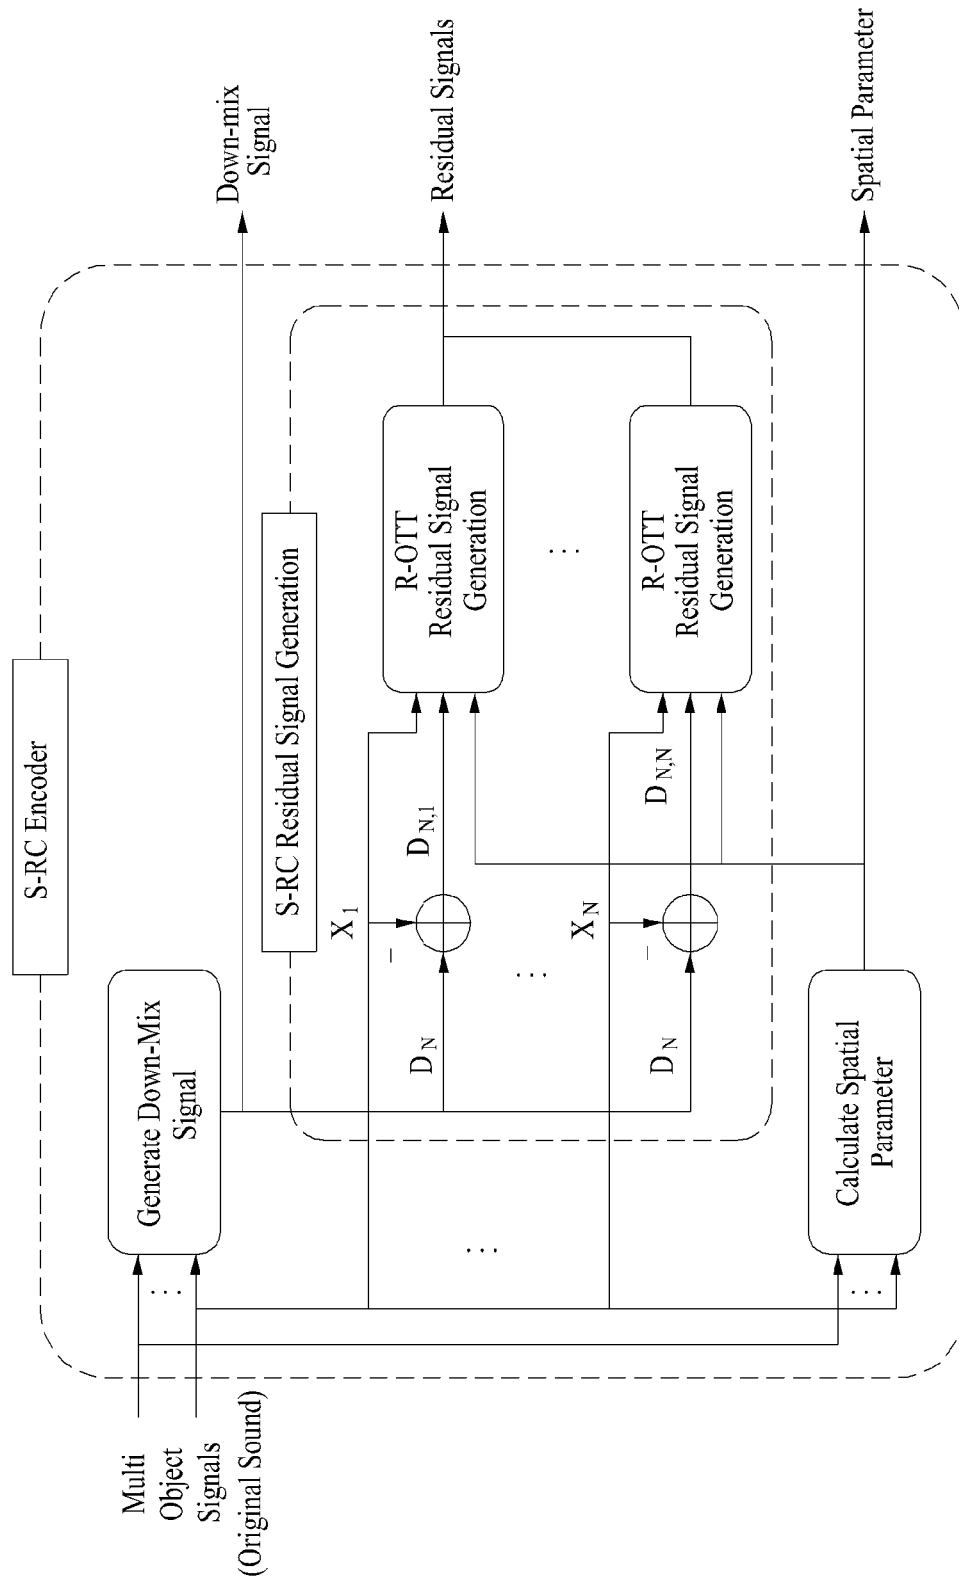 S-RC Encoder
Multi
Object
Signals
(Original Sound)
. . .
Generate Down-Mix
Signal
Down-mix
Signal
S-RC Residual Signal Generation
X1
−
DN
DN,1
R-OTT
Residual Signal
Generation
Residual Signals
. . .
. . .
. . .
XN
−
DN
DN,N
R-OTT
Residual Signal
Generation
. . .
Calculate Spatial
Parameter
Spatial Parameter